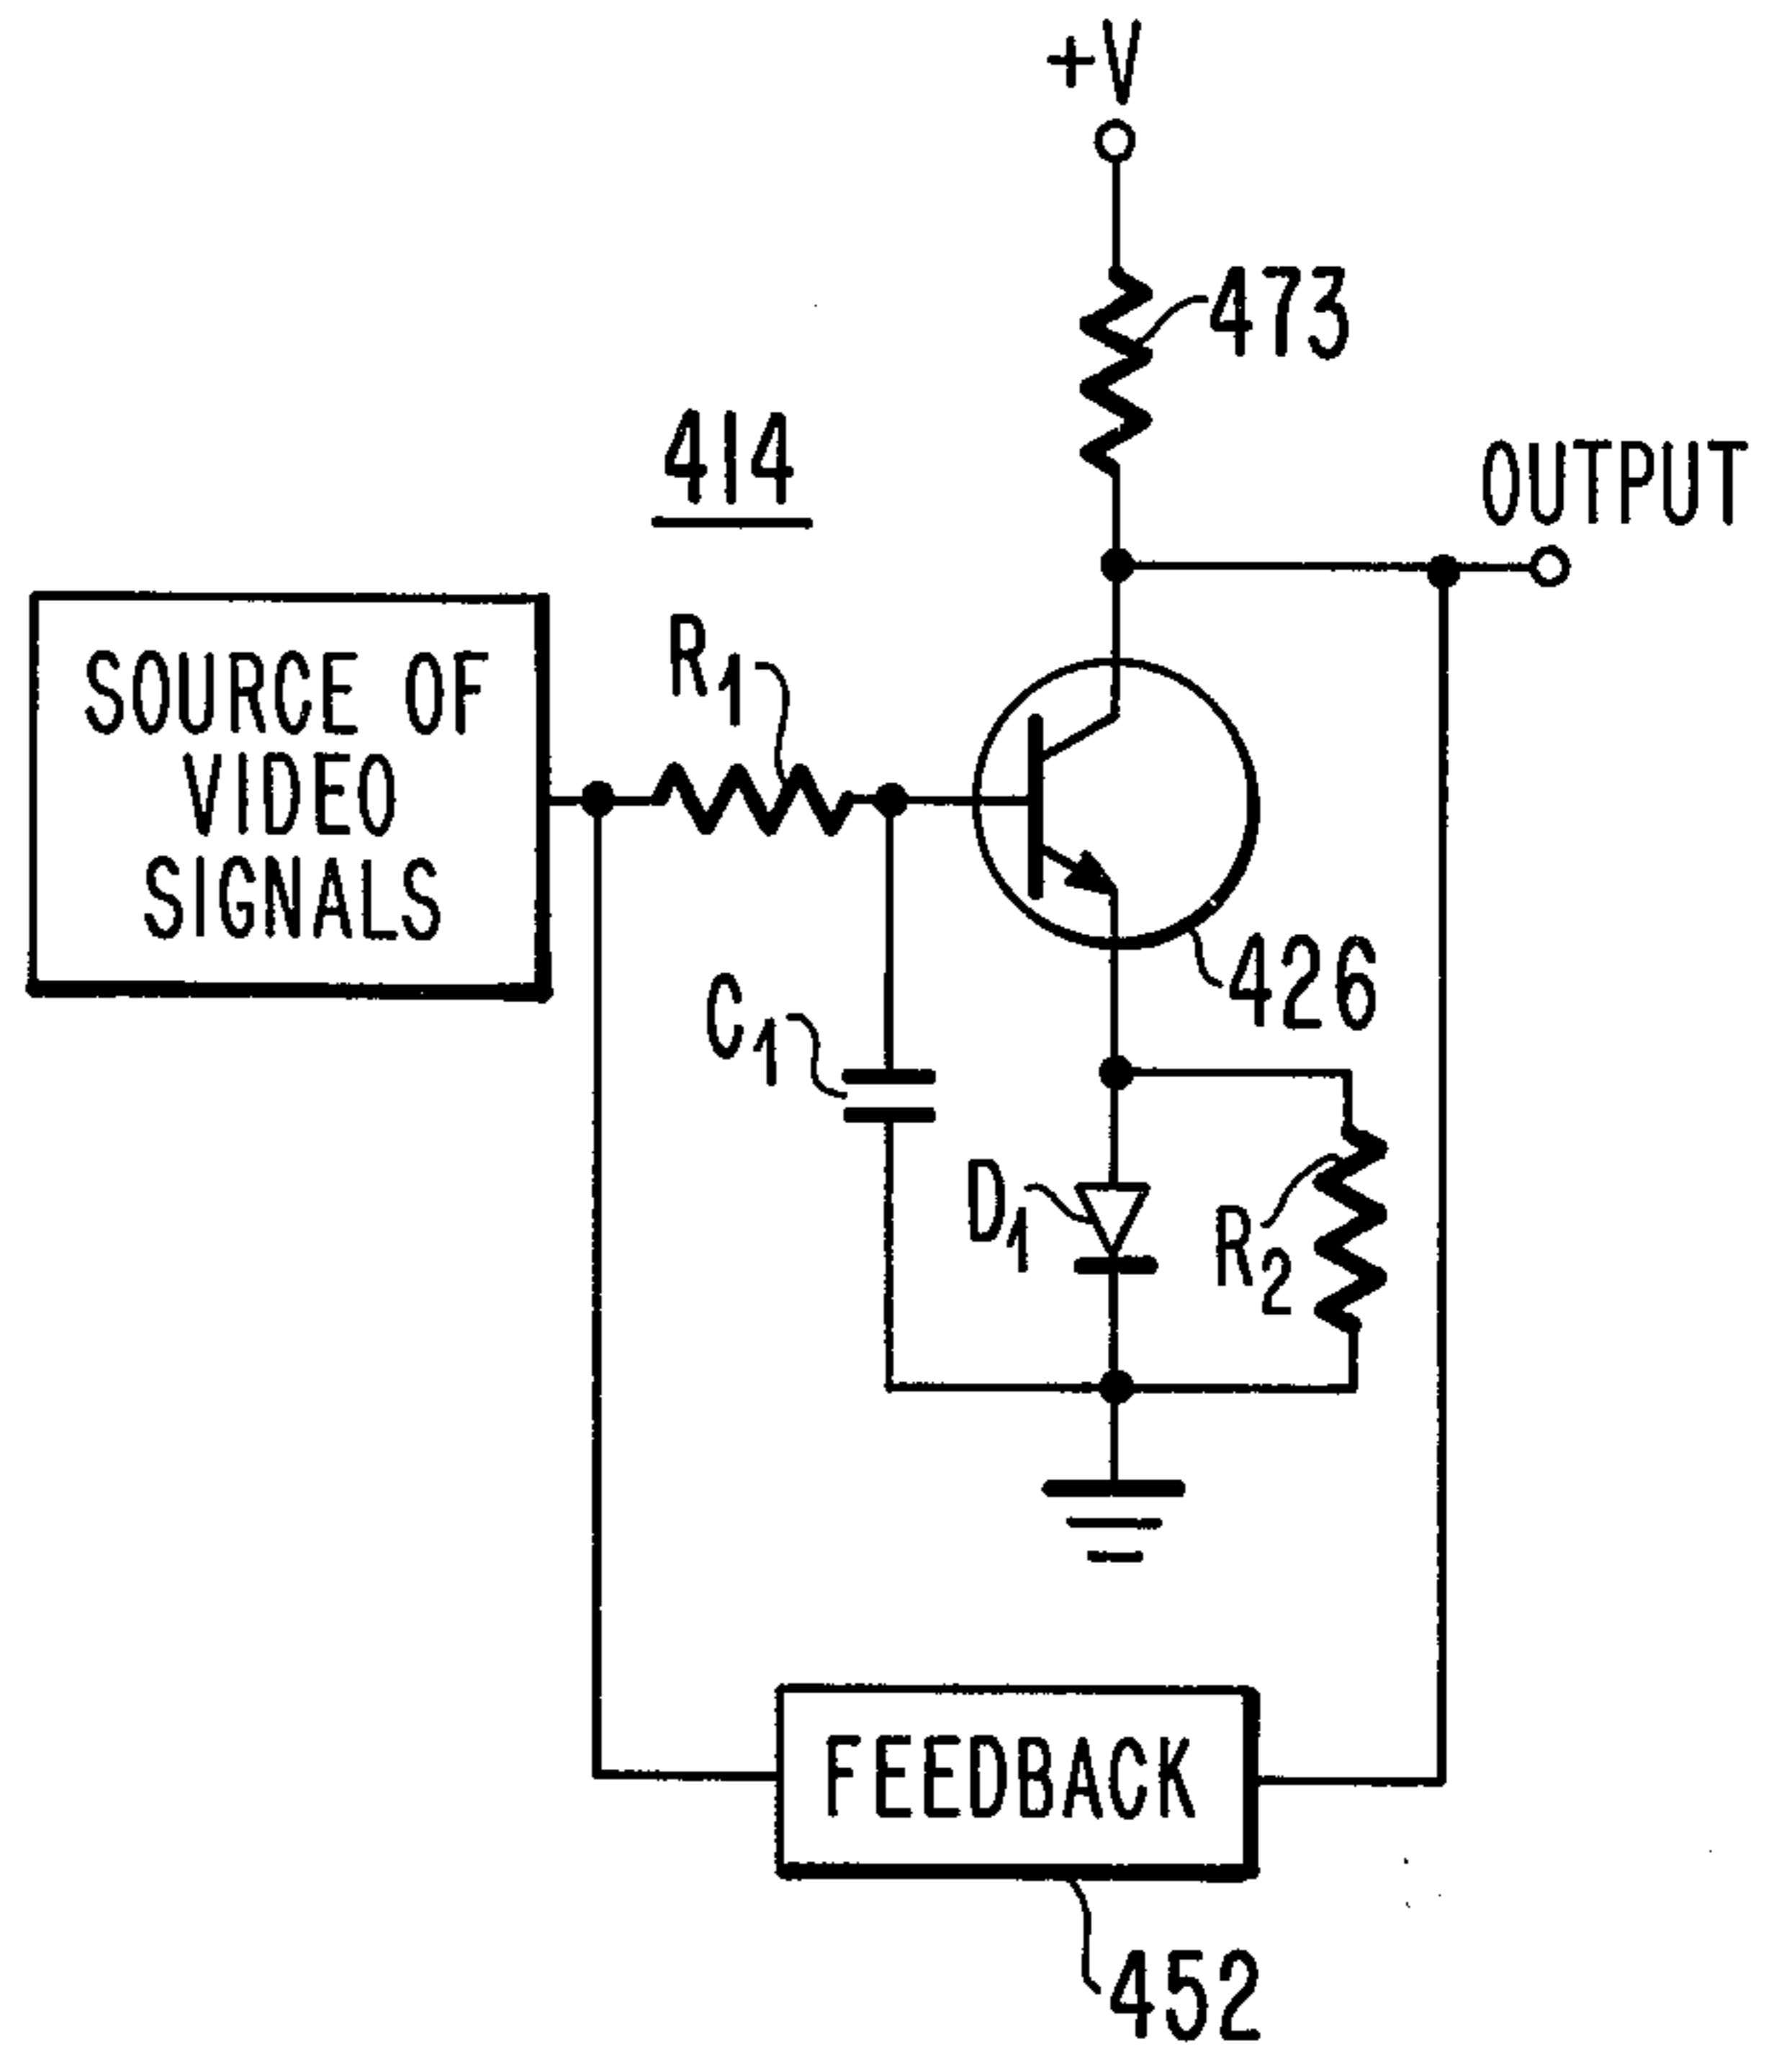 +V
473
414
OUTPUT
R1
SOURCE OF
VIDEO
SIGNALS
426
C1
D1
R2
FEEDBACK
452